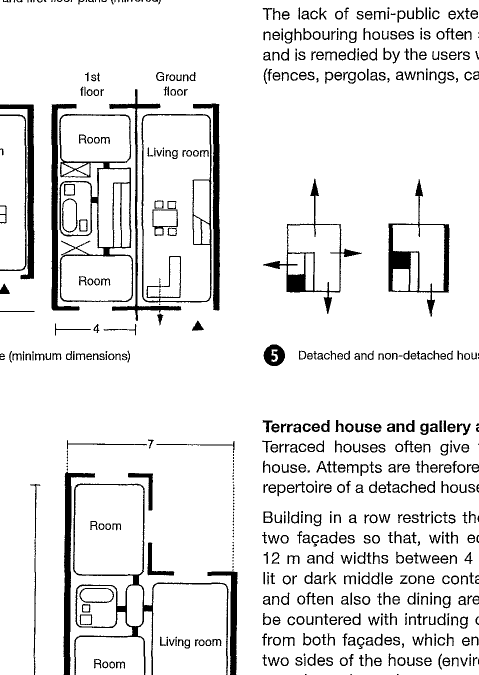 and first floor plans (mirrored)
1st
floor
Ground
floor
Room
Living room
Room
4
e (minimum dimensions)
7
Room
Living room
Room
The lack of semi-public exte
neighbouring houses is often s
and is remedied by the users w
(fences, pergolas, awnings, ca
5 Detached and non-detached hous
Terraced house and gallery a
Terraced houses often give
house. Attempts are therefore
repertoire of a detached house
Building in a row restricts the
two façades so that, with eq
12 m and widths between 4
lit or dark middle zone conta
and often also the dining are
be countered with intruding c
from both façades, which en
two sides of the house (enviro